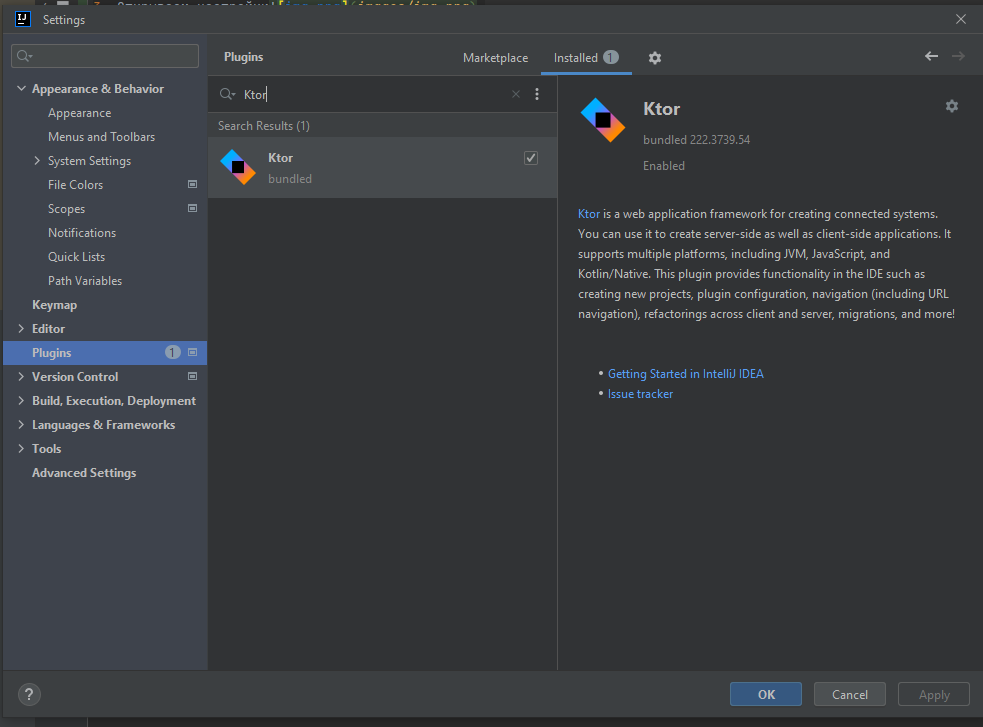 Settings
Appearance & Behavior
Appearance
Menus and Toolbars
System Settings
File Colors
Scopes
Notifications
Quick Lists
Path Variables
Keymap
Editor
Plugins 1
Version Control
Build, Execution, Deployment
Languages & Frameworks
Tools
Advanced Settings
Plugins
Marketplace
Installed 1
Ktor
Search Results (1)
Ktor
bundled
Ktor
bundled 222.3739.54
Enabled
Ktor is a web application framework for creating connected systems.
You can use it to create server-side as well as client-side applications. It
supports multiple platforms, including JVM, JavaScript, and
Kotlin/Native. This plugin provides functionality in the IDE such as
creating new projects, plugin configuration, navigation (including URL
navigation), refactorings across client and server, migrations, and more!
• Getting Started in IntelliJ IDEA
• Issue tracker
?
OK
Cancel
Apply